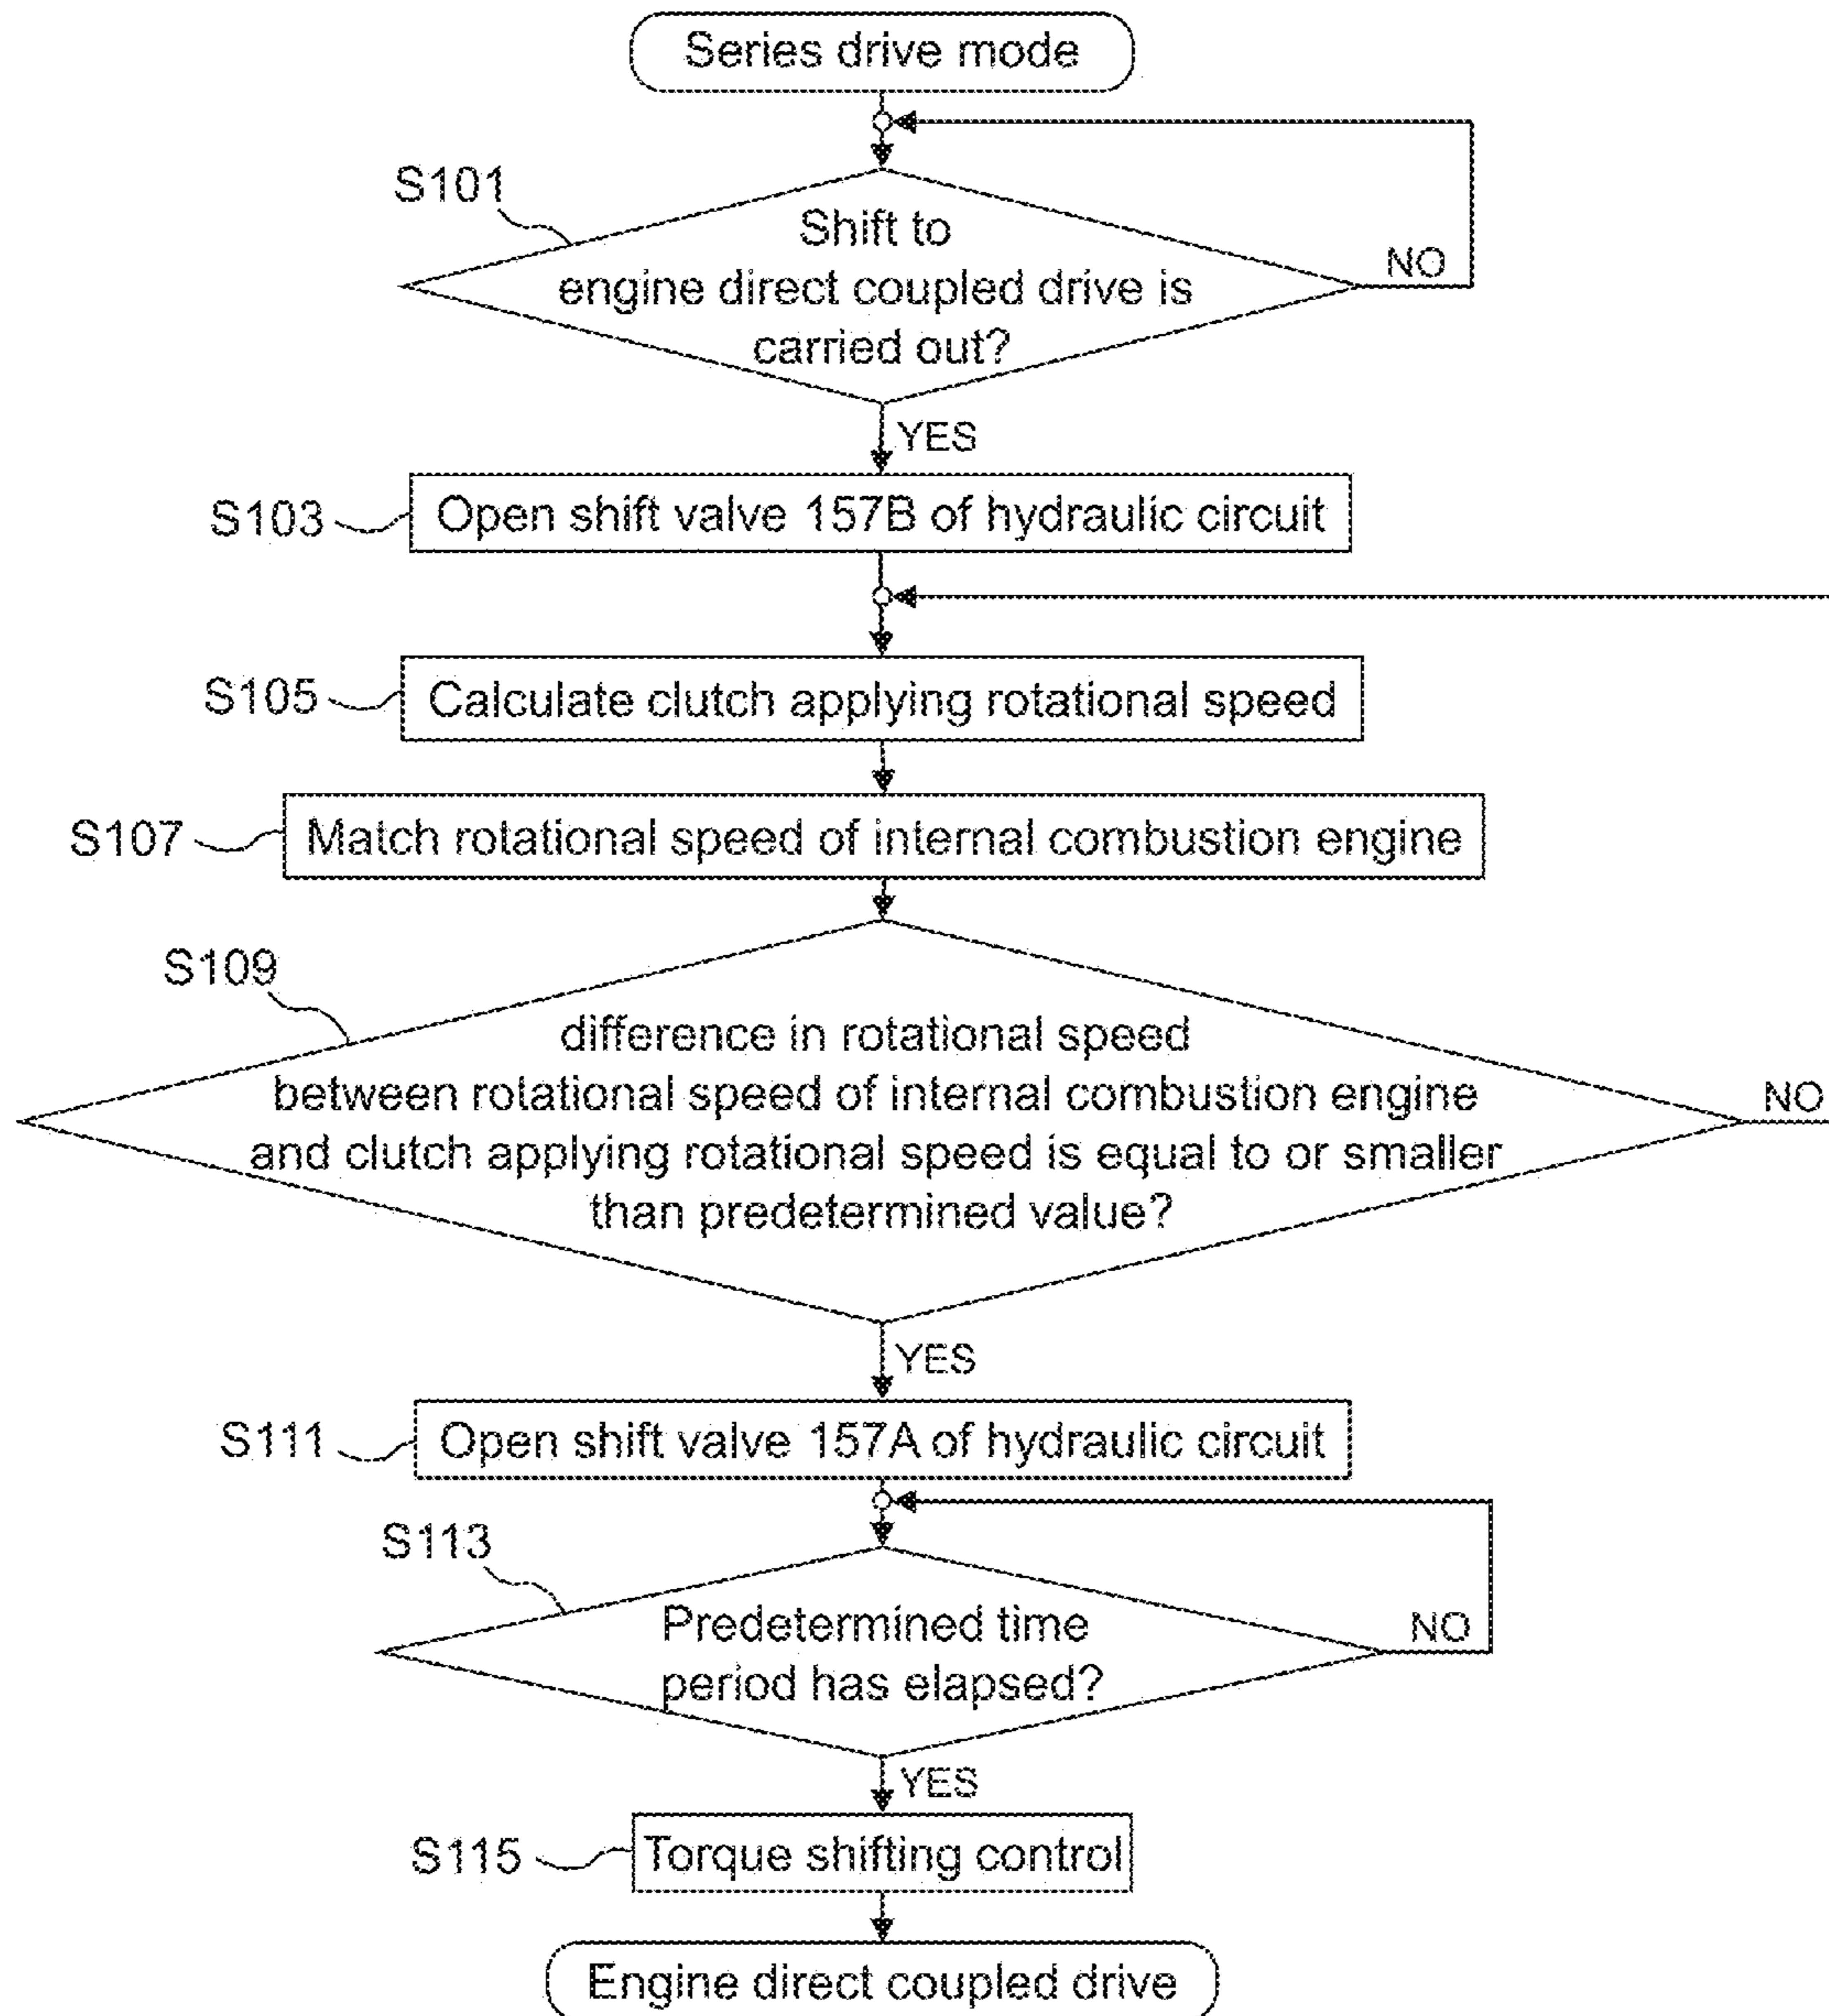 Series drive mode
S101
Shift to
engine direct coupled drive is
carried out?
NO
YES
S103
Open shift valve 157B of hydraulic circuit
S105
Calculate clutch applying rotational speed
S107
Match rotational speed of internal combustion engine
S109
difference in rotational speed
between rotational speed of internal combustion engine
and clutch applying rotational speed is equal to or smaller
than predetermined value?
NO
YES
S111
Open shift valve 157A of hydraulic circuit
S113
Predetermined time
period has elapsed?
NO
YES
S115
Torque shifting control
Engine direct coupled drive